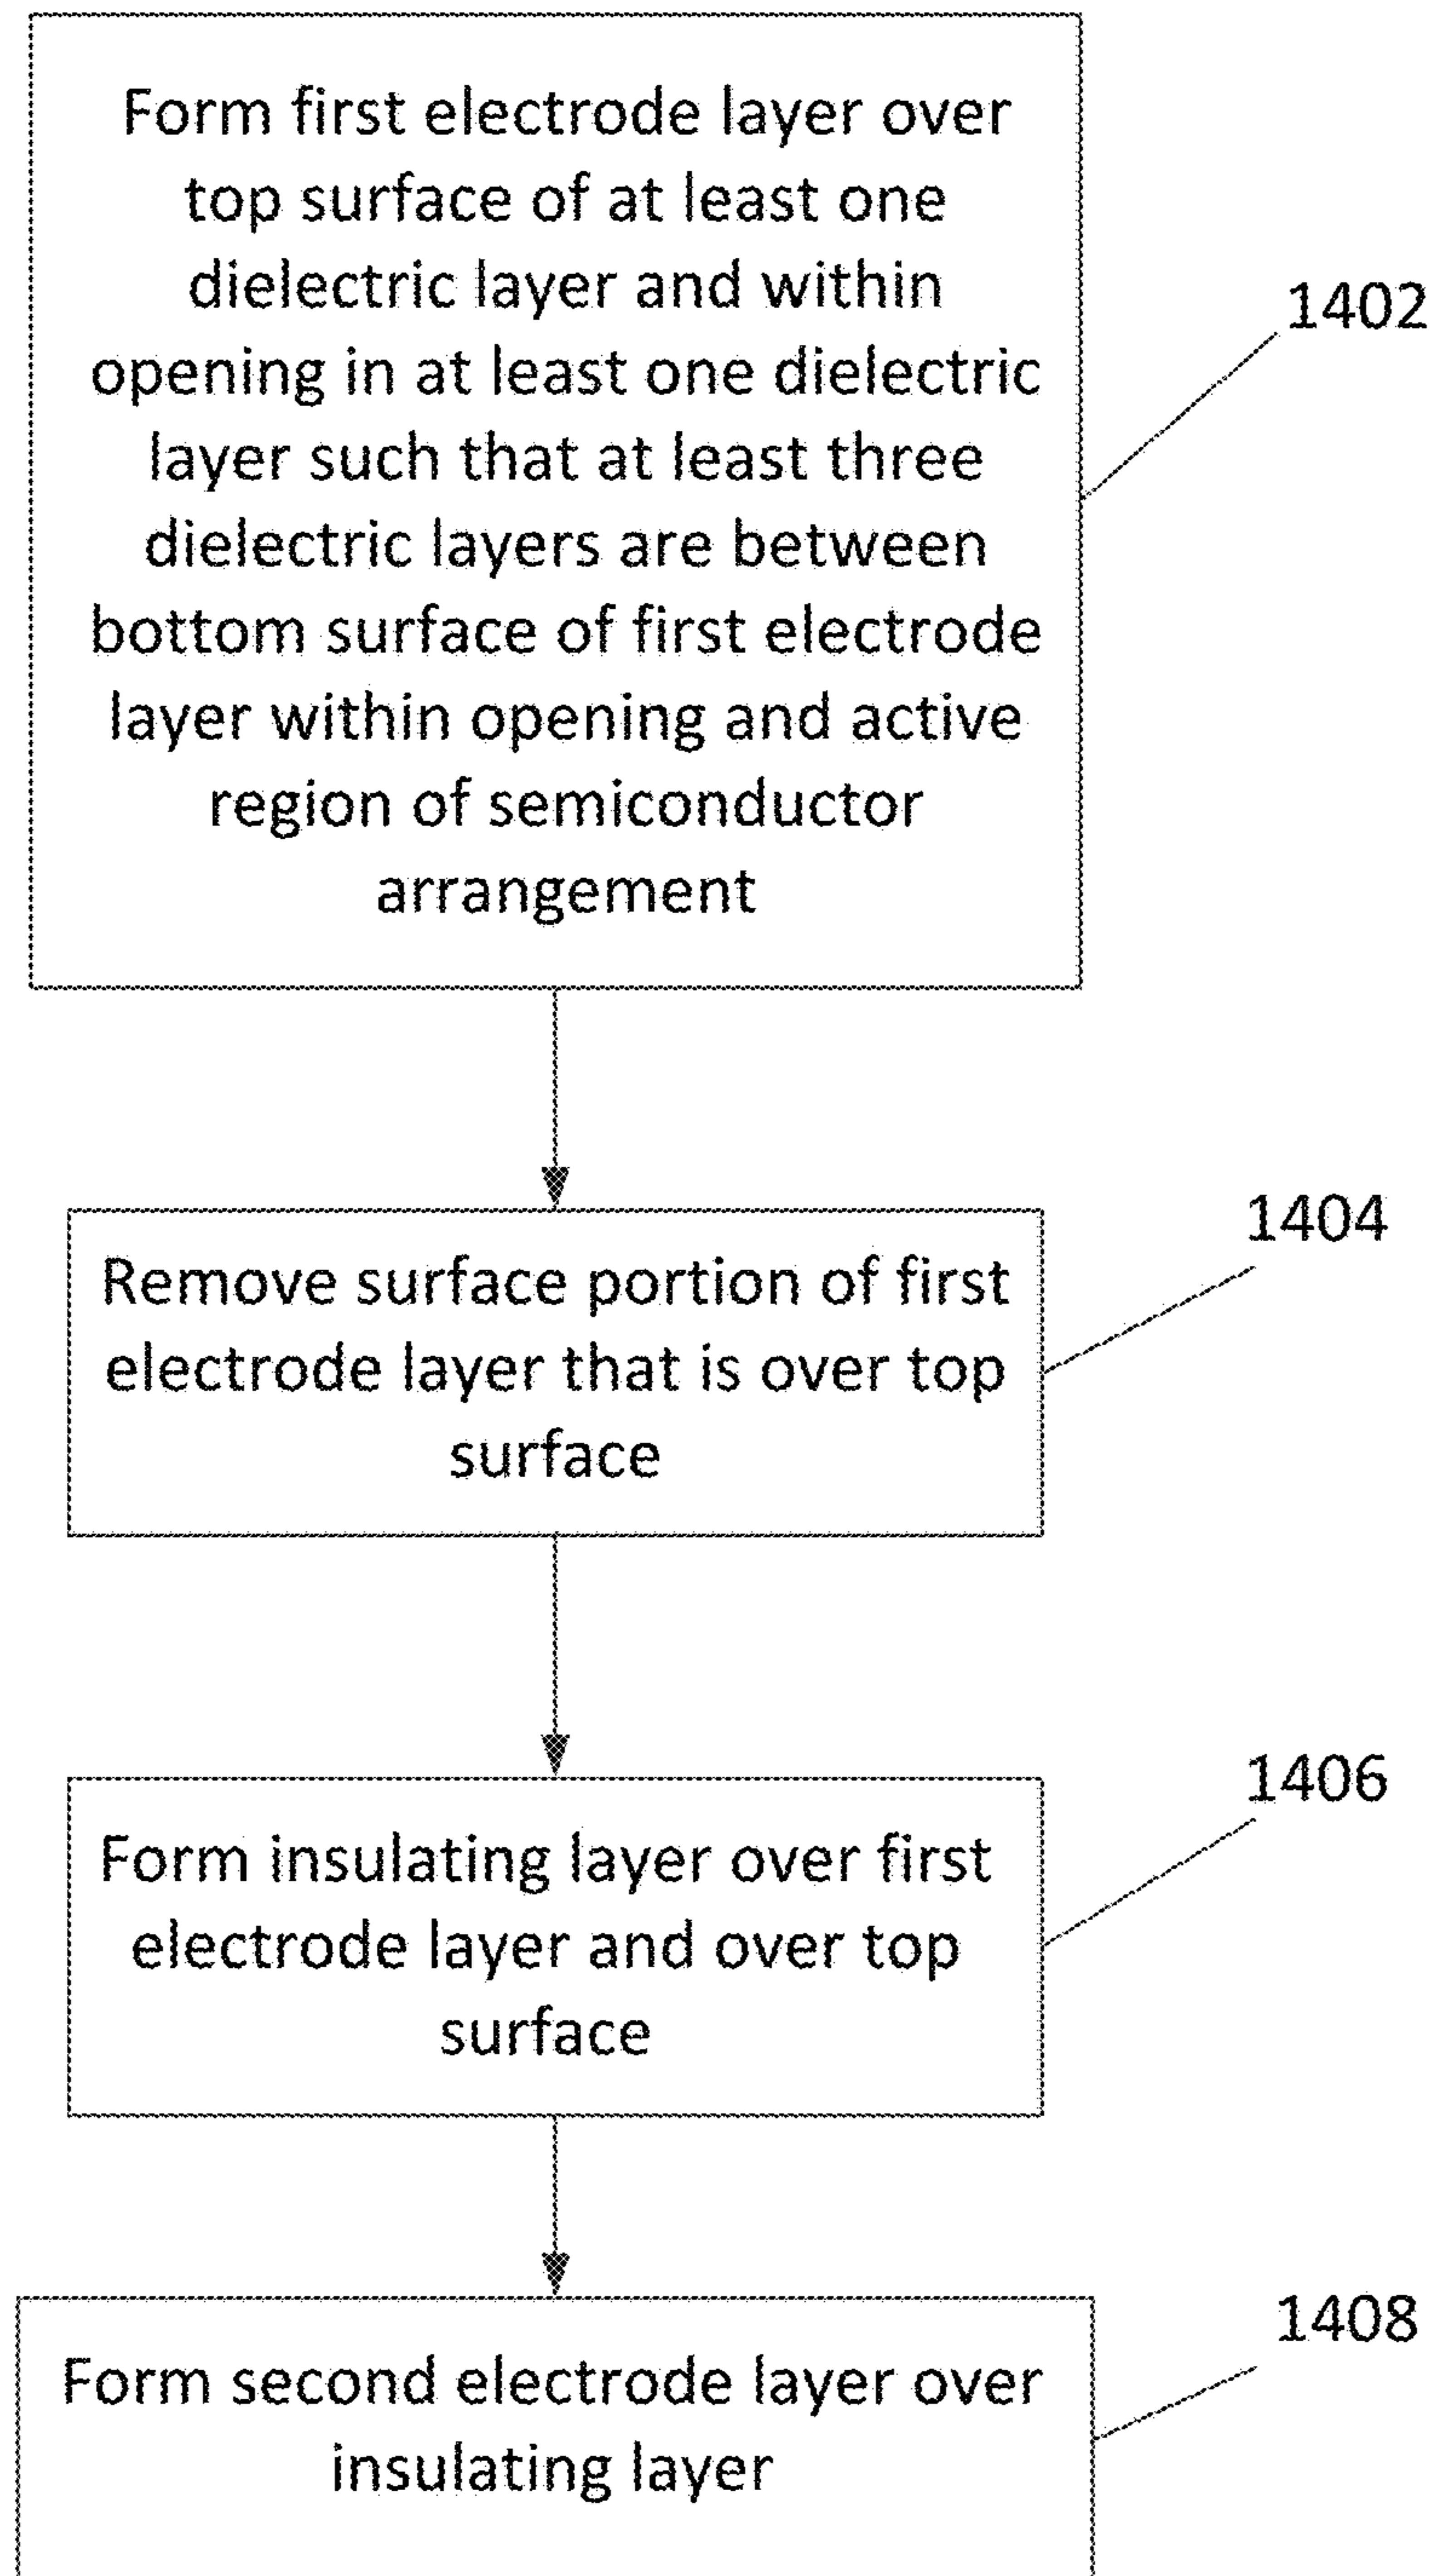 Form first electrode layer over
top surface of at least one
dielectric layer and within
opening in at least one dielectric
layer such that at least three
dielectric layers are between
bottom surface of first electrode
layer within opening and active
region of semiconductor
arrangement
1402
Remove surface portion of first
electrode layer that is over top
surface
1404
Form insulating layer over first
electrode layer and over top
surface
1406
Form second electrode layer over
insulating layer
1408